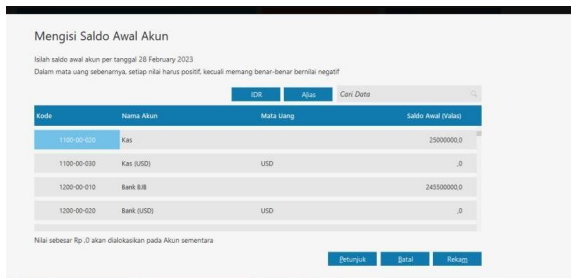 Mengisi Saldo Awal Akun
Isilah saldo awal akun per tanggal 28 February 2023
Dalam mata uang sebenarnya, setiap nilai harus positif, kecuali memang benar-benar bernilai negatif
IDR Alias Cari Data
Kode Nama Akun Mata Uang Saldo Awal (Valas)
1100-00-020 Kas 25000000,0
1100-00-030 Kas (USD) USD ,0
1200-00-010 Bank BJB 245500000,0
1200-00-020 Bank (USD) USD ,0
Nilai sebesar Rp ,0 akan dialokasikan pada Akun sementara
Petunjuk Batal Rekam